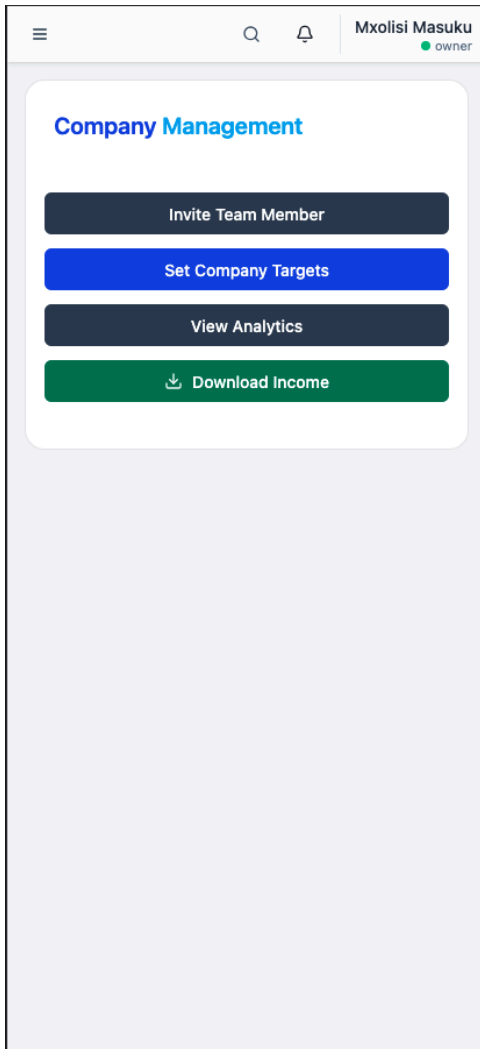 Mxolisi Masuku
owner
Company Management
Invite Team Member
Set Company Targets
View Analytics
Download Income